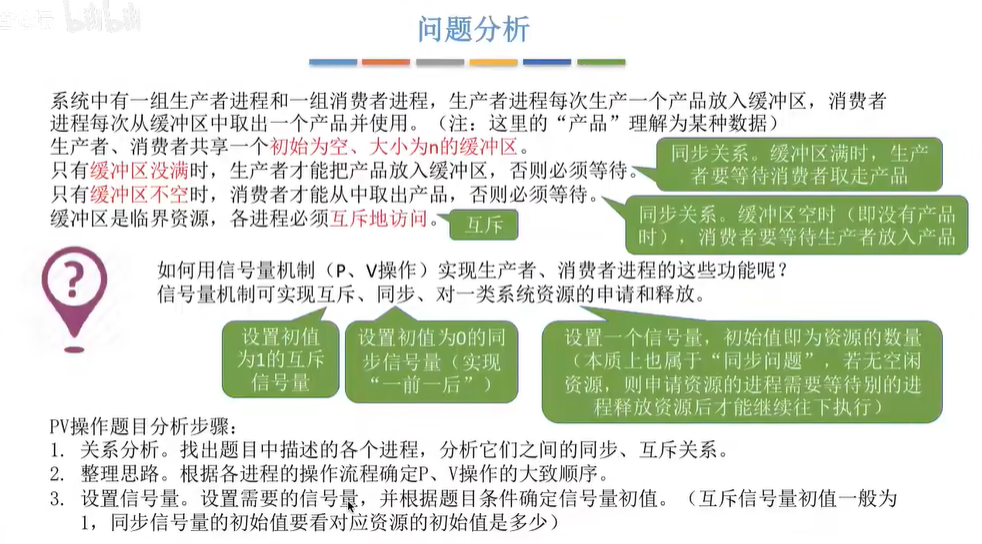 bilibili
问题分析
系统中有一组生产者进程和一组消费者进程，生产者进程每次生产一个产品放入缓冲区，消费者
进程每次从缓冲区中取出一个产品并使用。（注：这里的“产品”理解为某种数据）
生产者、消费者共享一个初始为空、大小为n的缓冲区。
只有缓冲区没满时，生产者才能把产品放入缓冲区，否则必须等待。
同步关系。缓冲区满时，生产
者要等待消费者取走产品
只有缓冲区不空时，消费者才能从中取出产品，否则必须等待。
同步关系。缓冲区空时（即没有产品
时），消费者要等待生产者放入产品
缓冲区是临界资源，各进程必须互斥地访问。
互斥
?
如何用信号量机制（P、V操作）实现生产者、消费者进程的这些功能呢？
信号量机制可实现互斥、同步、对一类系统资源的申请和释放。
设置初值
为1的互斥
信号量
设置初值为0的同
步信号量（实现
“一前一后”）
设置一个信号量，初始值即为资源的数量
（本质上也属于“同步问题”，若无空闲
资源，则申请资源的进程需要等待别的进
程释放资源后才能继续往下执行）
PV操作题目分析步骤：
1. 关系分析。找出题目中描述的各个进程，分析它们之间的同步、互斥关系。
2. 整理思路。根据各进程的操作流程确定P、V操作的大致顺序。
3. 设置信号量。设置需要的信号量，并根据题目条件确定信号量初值。（互斥信号量初值一般为
1，同步信号量的初始值要看对应资源的初始值是多少）